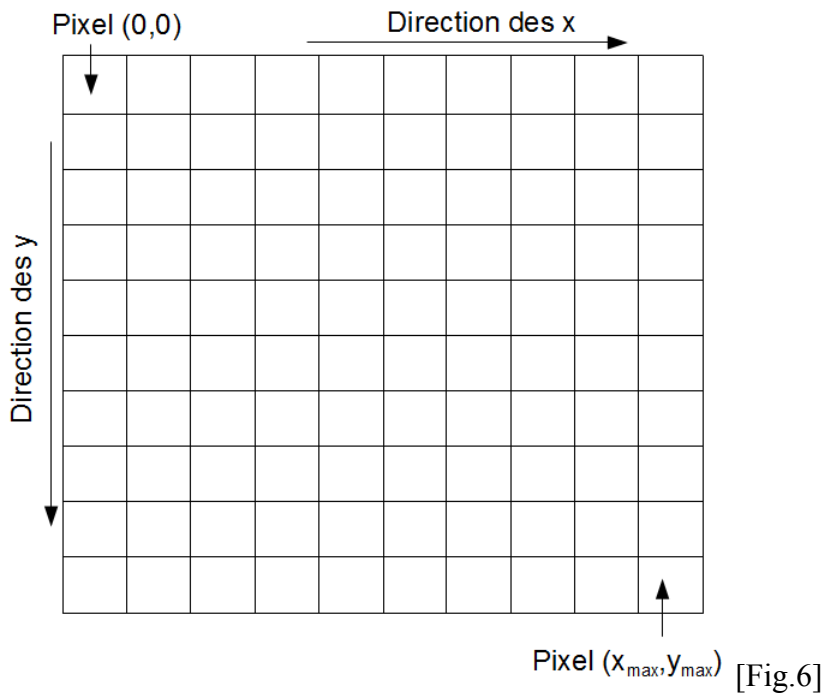 Pixel (0,0)
Direction des x
Direction des y
Pixel (xmax,ymax)
[Fig.6]